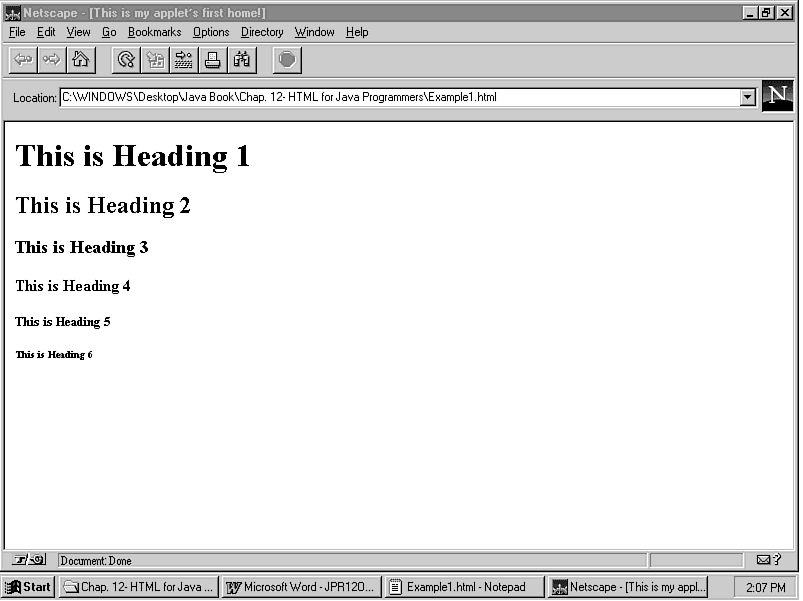 Netscape - [This is my applet's first home!]
File Edit View Go Bookmarks Options Directory Window Help
Location: C:\WINDOWS\Desktop\Java Book\Chap. 12- HTML for Java Programmers\Example1.html
N
This is Heading 1
This is Heading 2
This is Heading 3
This is Heading 4
This is Heading 5
This is Heading 6
Document: Done
Start Chap. 12- HTML for Java ... Microsoft Word - JPR12O... Example1.html - Notepad Netscape - [This is my appl... 2:07 PM